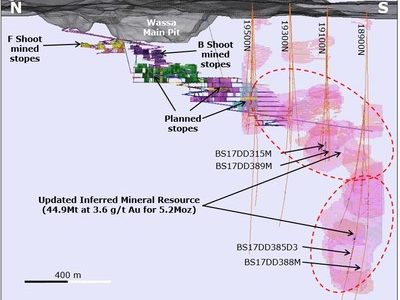 N
S
Wassa
Main Pit
F Shoot
mined
stopes
B Shoot
mined
stopes
19500N
19300N
19100N
18900N
Planned
stopes
BS17DD315M
BS17DD389M
Updated Inferred Mineral Resource
(44.9Mt at 3.6 g/t Au for 5.2Moz)
BS17DD385D3
BS17DD388M
400 m